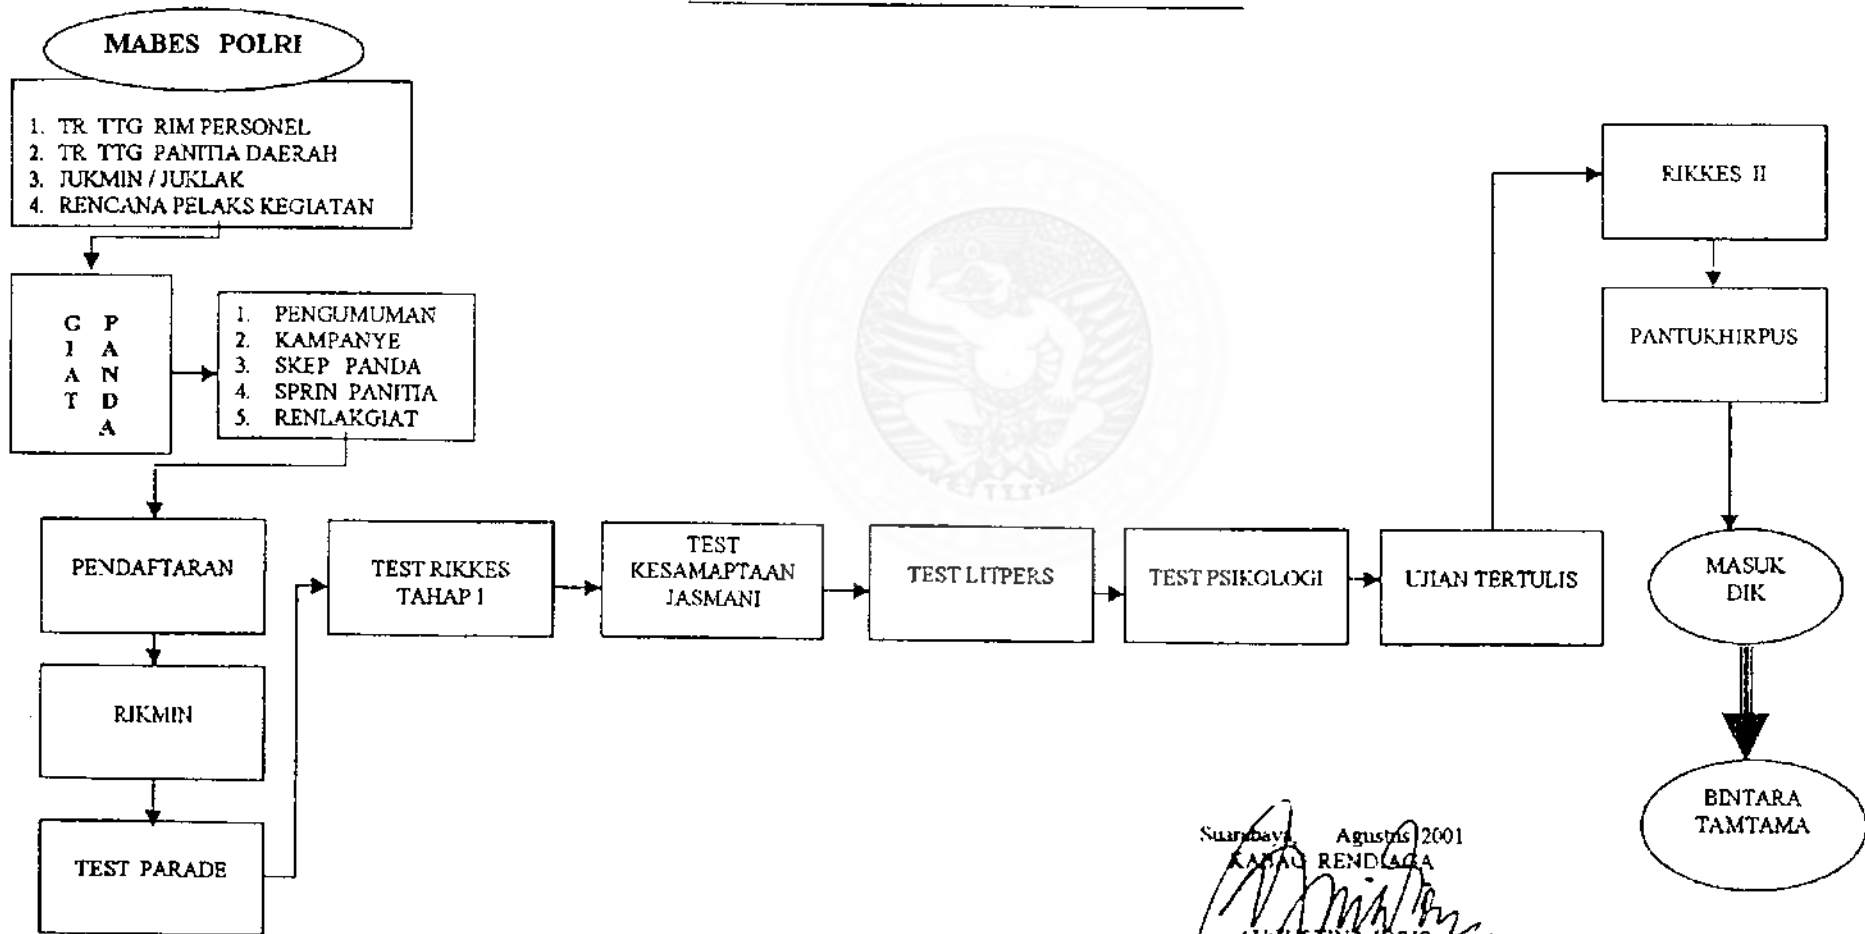 MABES POLRI
1. TR TTG RIM PERSONEL
2. TR TTG PANITIA DAERAH
3. JUKMIN / JUKLAK
4. RENCANA PELAKS KEGIATAN
GIAT
PANDA
1. PENGUMUMAN
2. KAMPANYE
3. SKEP PANDA
4. SPRIN PANITIA
5. RENLAKGIAT
PENDAFTARAN
RIKMIN
TEST PARADE
TEST RIKKES
TAHAP I
TEST
KESAMAPTAAN
JASMANI
TEST LITPERS
TEST PSIKOLOGI
UJIAN TERTULIS
RIKKES II
PANTUKHIRPUS
MASUK
DIK
BINTARA
TAMTAMA
Agustus 2001